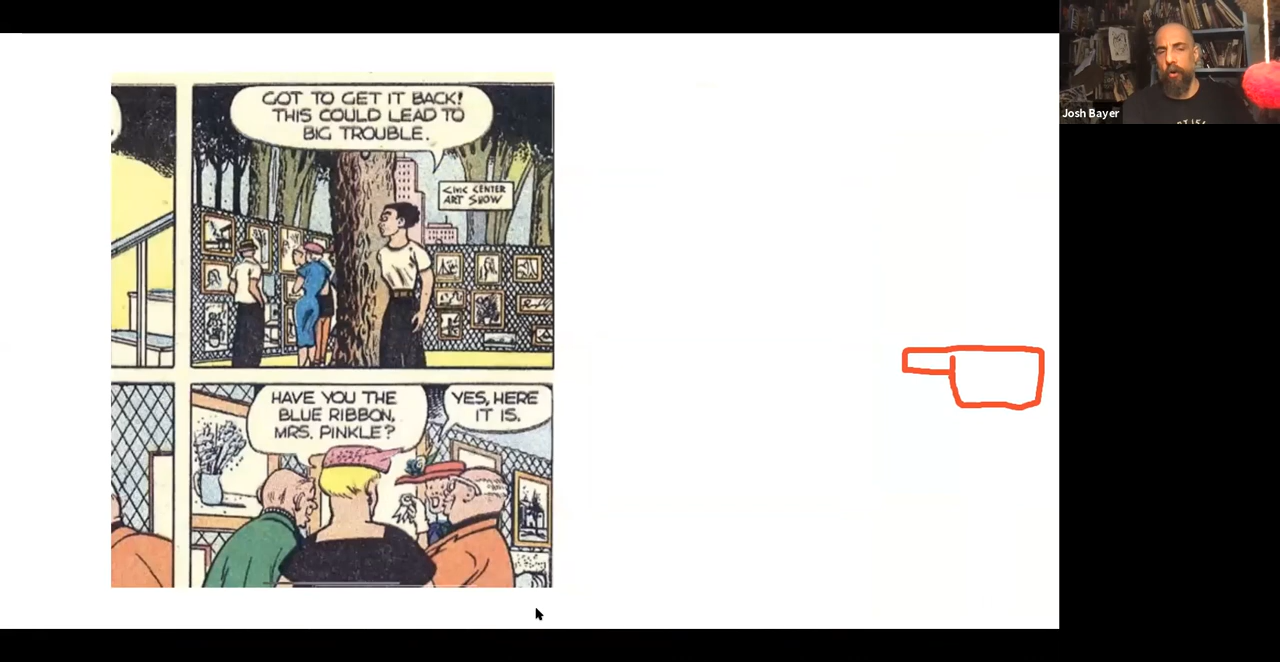 GOT TO GET IT BACK!
THIS COULD LEAD TO
BIG TROUBLE.
CIVIC CENTER
ART SHOW
HAVE YOU THE
BLUE RIBBON,
MRS. PINKLE?
YES, HERE
IT IS.
Josh Bayer